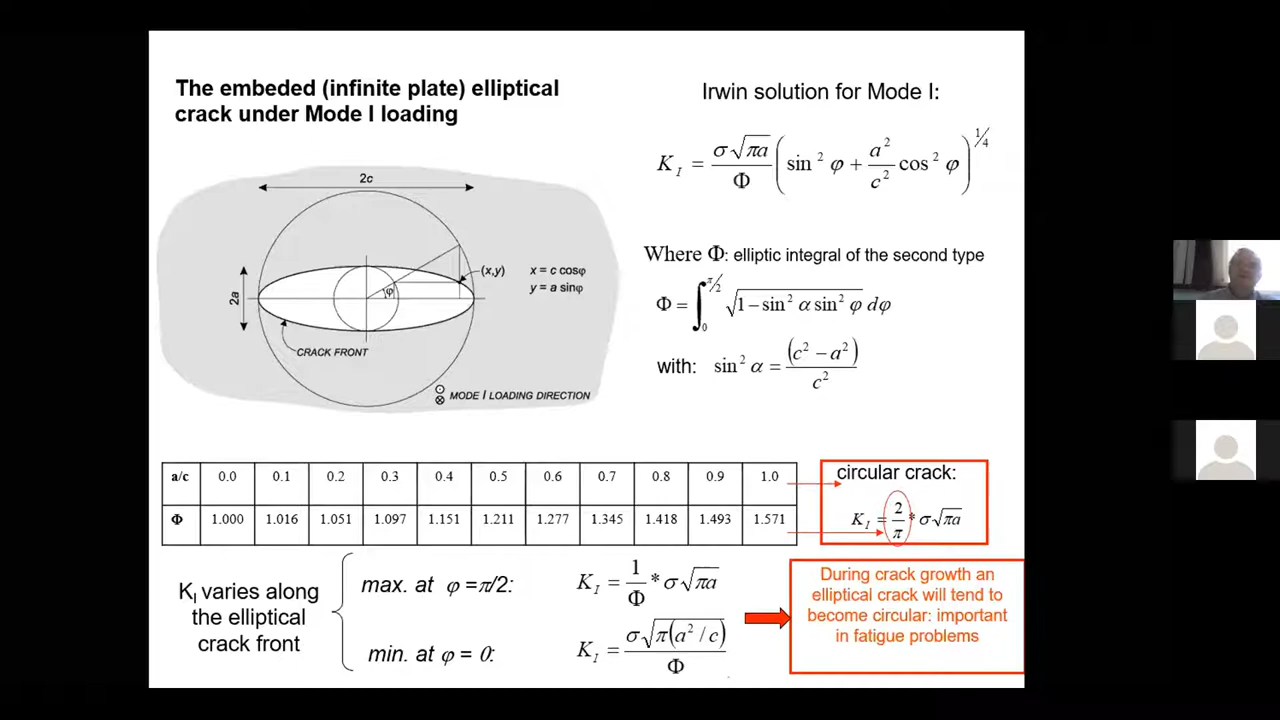 The embeded (infinite plate) elliptical
crack under Mode I loading
Irwin solution for Mode I:
K_I = σ√πa / Φ (sin² φ + a²/c² cos² φ)^1/4
2c
2a
φ
(x,y)
x = c cosφ
y = a sinφ
CRACK FRONT
MODE I LOADING DIRECTION
Where Φ: elliptic integral of the second type
Φ = ∫₀^π/2 √1 − sin² α sin² φ dφ
with: sin² α = (c² − a²) / c²
a/c 0.0 0.1 0.2 0.3 0.4 0.5 0.6 0.7 0.8 0.9 1.0
Φ 1.000 1.016 1.051 1.097 1.151 1.211 1.277 1.345 1.418 1.493 1.571
circular crack:
K_I = 2/π * σ√πa
K_I varies along
the elliptical
crack front
max. at φ =π/2:
K_I = 1/Φ * σ√πa
min. at φ = 0:
K_I = σ√π(a²/c) / Φ
During crack growth an
elliptical crack will tend to
become circular: important
in fatigue problems